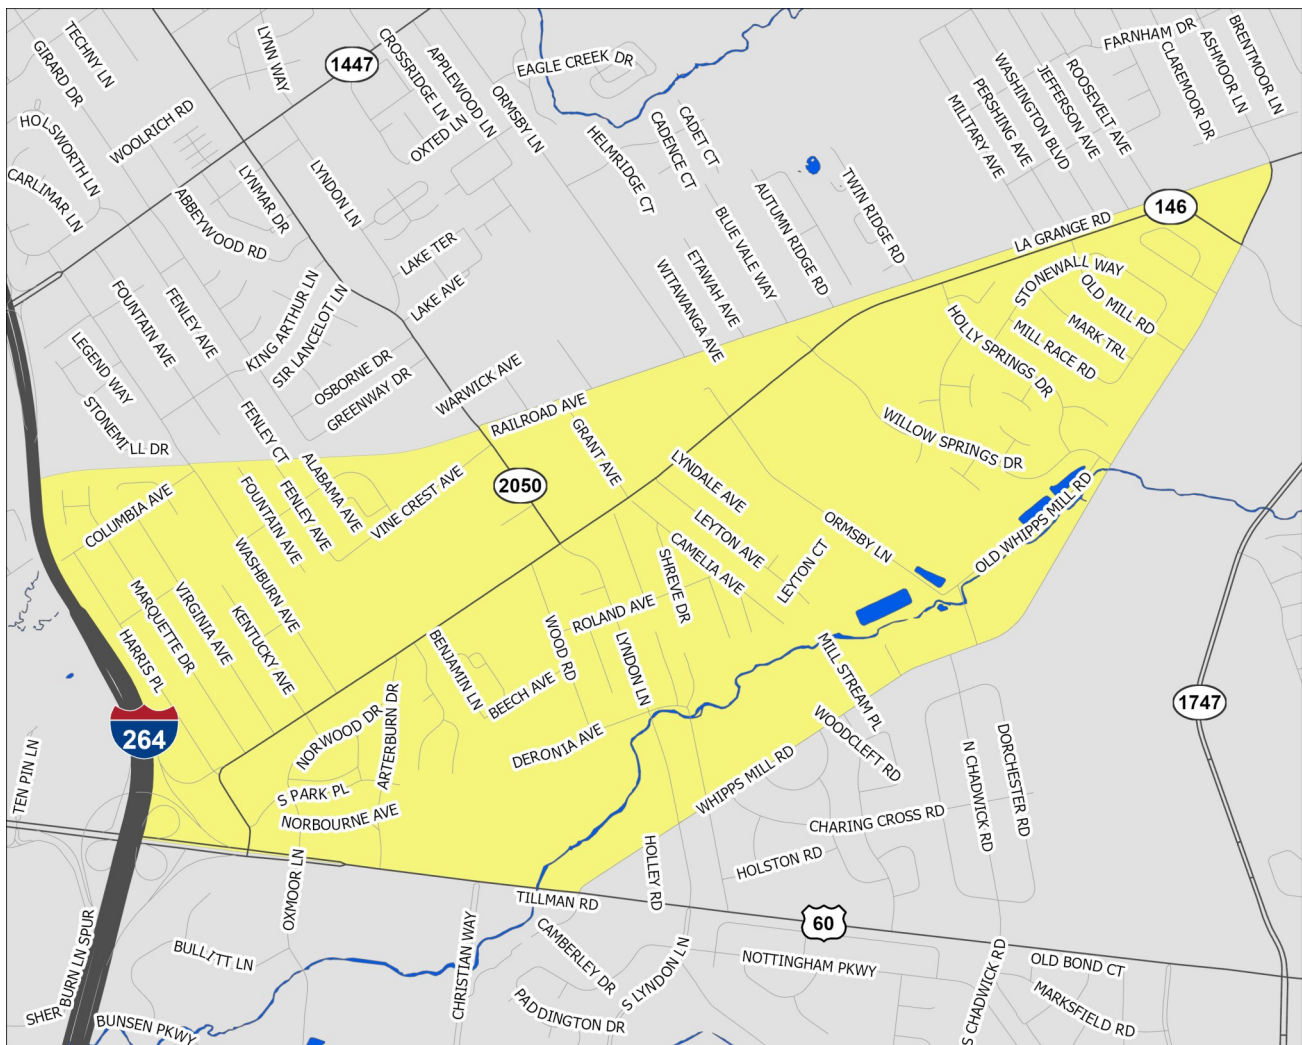 TECHNY LN
GIRARD DR
LYNN WAY
1447
CROSSRIDGE LN
APPLEWOOD LN
ORMSBY LN
EAGLE CREEK DR
FARNHAM DR
BRENTMOOR LN
ASHMOOR LN
CLAREMOOR DR
ROOSEVELT AVE
JEFFERSON AVE
WASHINGTON BLVD
PERSHING AVE
MILITARY AVE
HOLSWORTH LN
WOOLRICH RD
OXTED LN
CARLIMAR LN
ABBEYWOOD RD
LYNMAR DR
LYNDON LN
HELMRIDGE CT
CADENCE CT
CADET CT
TWIN RIDGE RD
AUTUMN RIDGE RD
BLUE VALE WAY
ETAWAH AVE
WITAWANGA AVE
146
LA GRANGE RD
LAKE TER
LAKE AVE
KING ARTHUR LN
SIR LANCELOT LN
FOUNTAIN AVE
FENLEY AVE
LEGEND WAY
STONEMILL DR
OSBORNE DR
GREENWAY DR
WARWICK AVE
RAILROAD AVE
STONEWALL WAY
OLD MILL RD
MARK TRL
MILL RACE RD
HOLLY SPRINGS DR
WILLOW SPRINGS DR
FENLEY CT
ALABAMA AVE
FENLEY AVE
FOUNTAIN AVE
VINE CREST AVE
2050
GRANT AVE
LYNDALE AVE
LEYTON AVE
CAMELIA AVE
LEYTON CT
ORMSBY LN
OLD WHIPPS MILL RD
COLUMBIA AVE
WASHBURN AVE
MARQUETTE DR
VIRGINIA AVE
KENTUCKY AVE
HARRIS PL
SHREVE DR
ROLAND AVE
WOOD RD
LYNDON LN
BENJAMIN LN
BEECH AVE
DERONIA AVE
MILL STREAM PL
WOODCLEFT RD
WHIPPS MILL RD
264
NORWOOD DR
ARTERBURN DR
S PARK PL
NORBOURNE AVE
OXMOOR LN
TEN PIN LN
1747
N CHADWICK RD
DORCHESTER RD
CHARING CROSS RD
HOLSTON RD
HOLLEY RD
TILLMAN RD
60
SHERBURN LN SPUR
BULLITT LN
CHRISTIAN WAY
CAMBERLEY DR
S LYNDON LN
NOTTINGHAM PKWY
OLD BOND CT
S CHADWICK RD
MARKSFIELD RD
PADDINGTON DR
BUNSEN PKWY